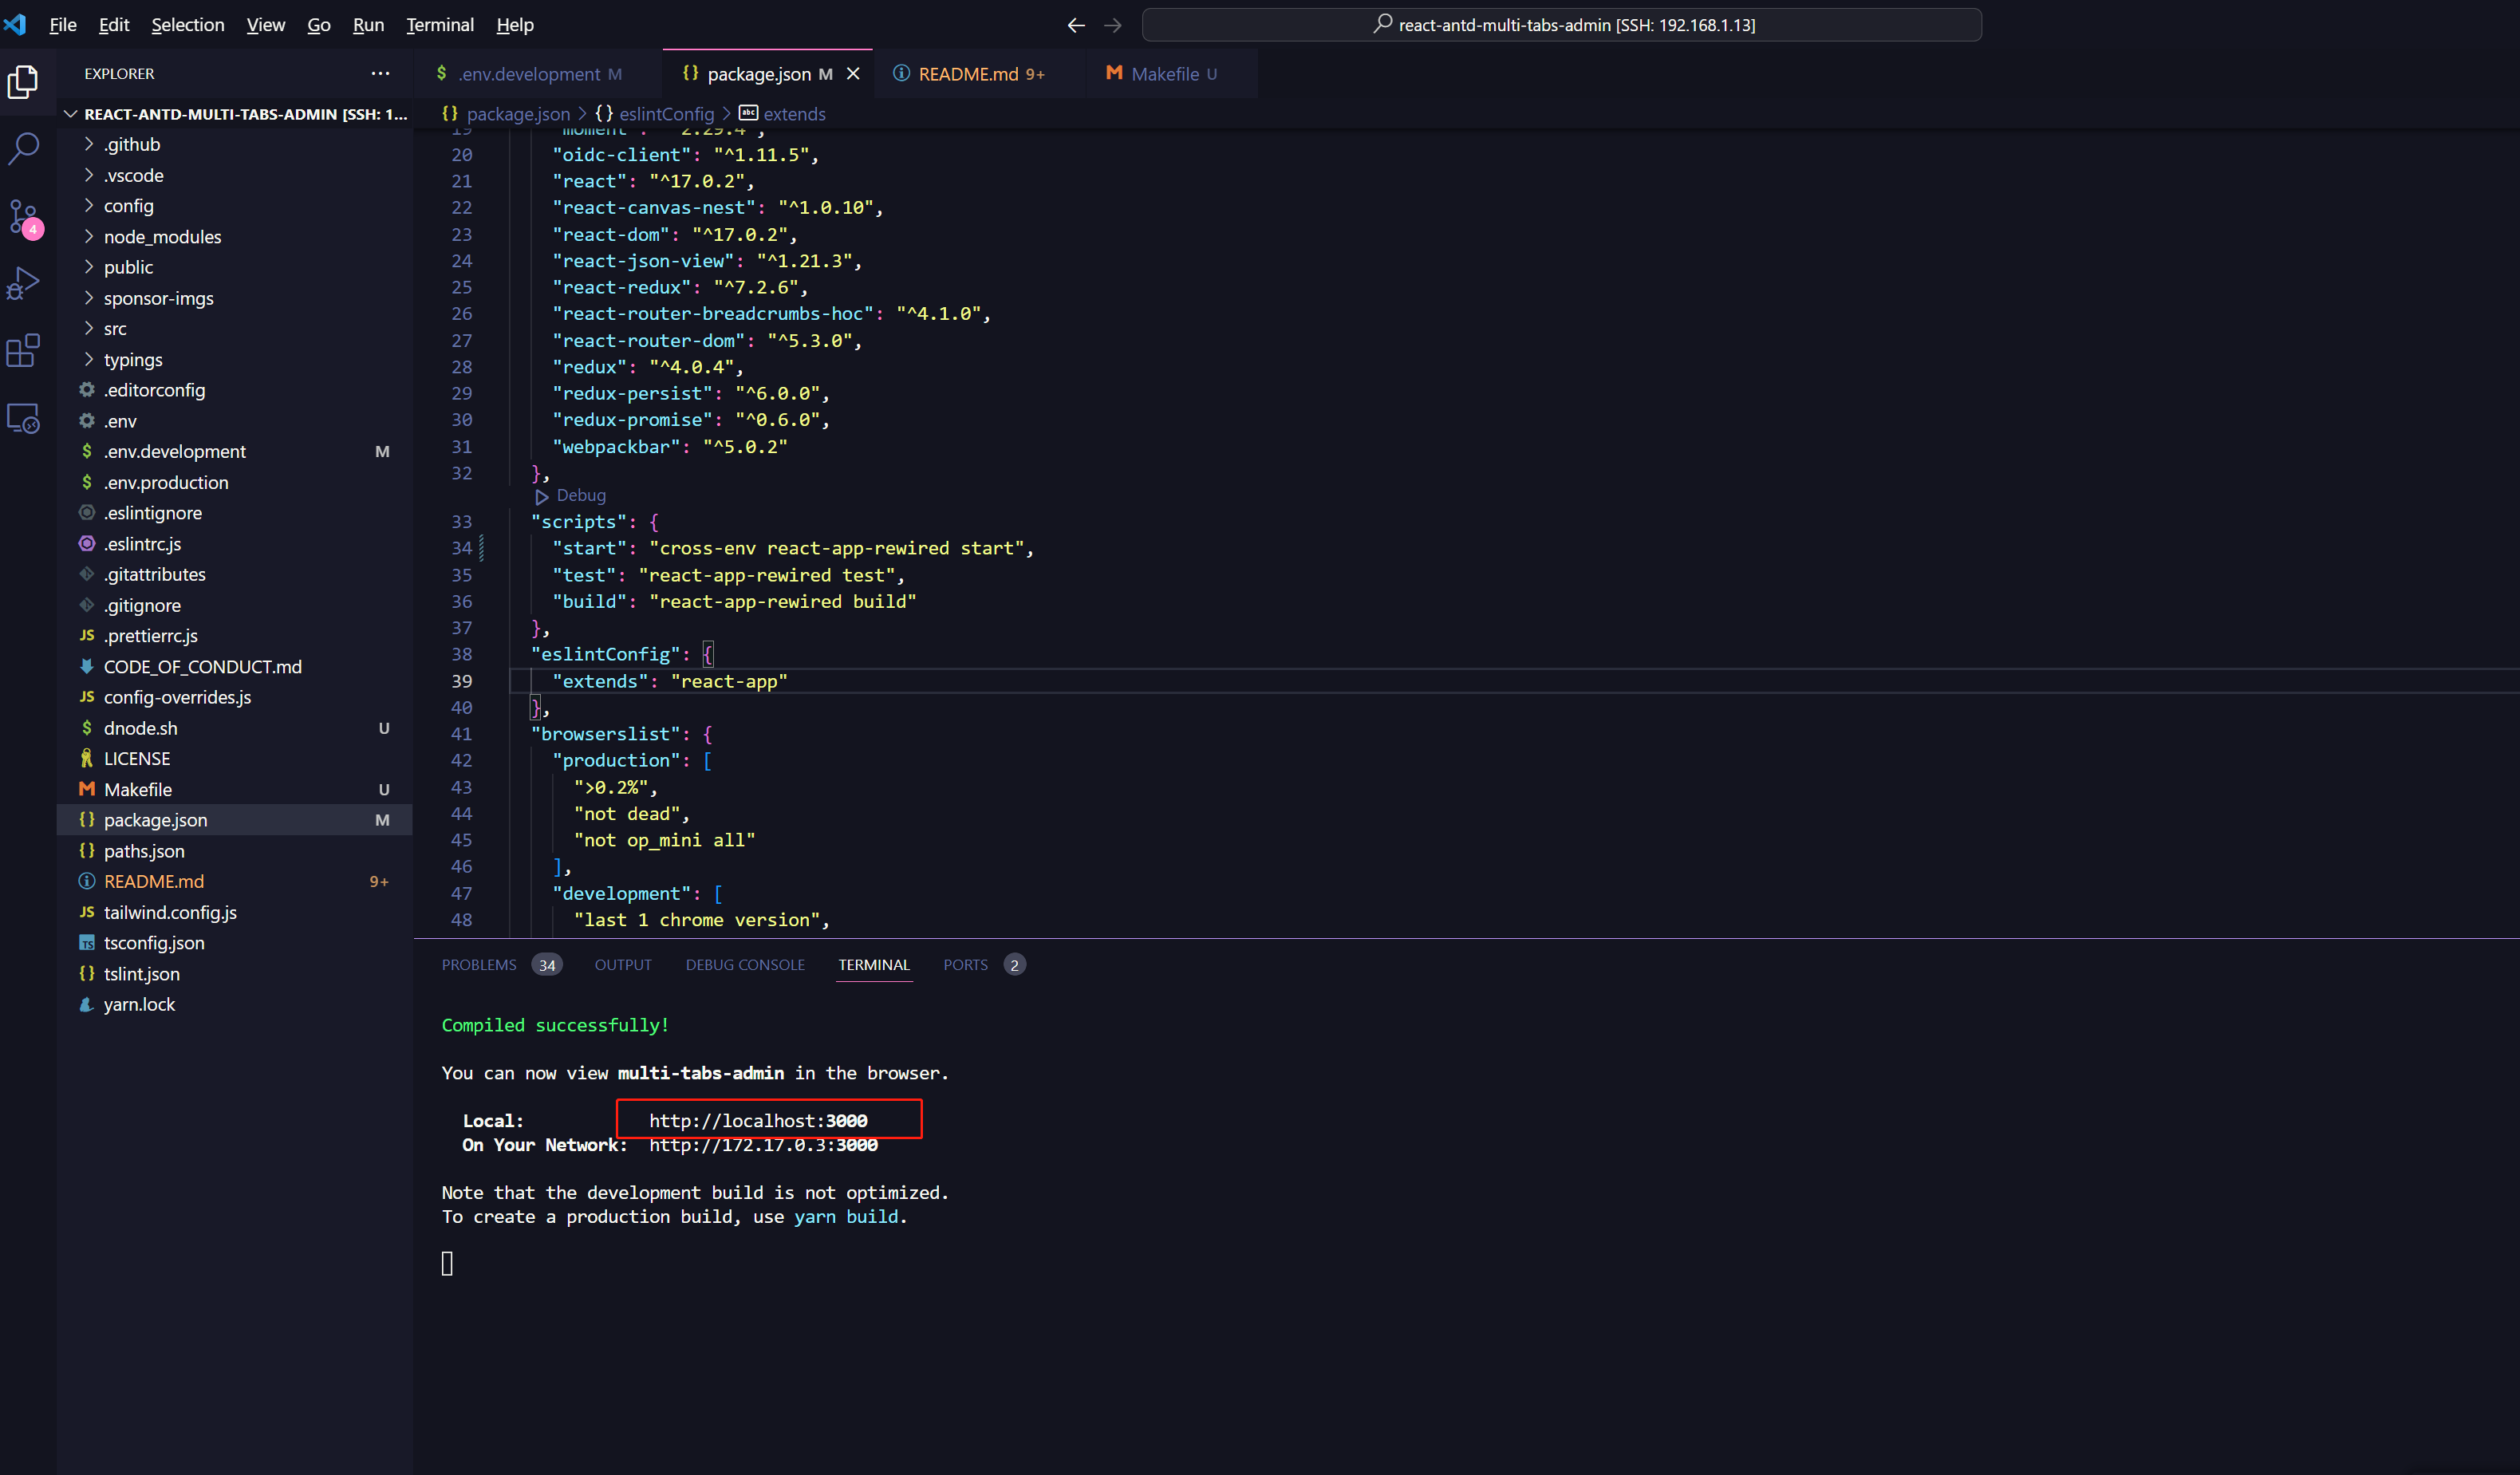 File Edit Selection View Go Run Terminal Help
react-antd-multi-tabs-admin [SSH: 192.168.1.13]
EXPLORER
REACT-ANTD-MULTI-TABS-ADMIN [SSH: 1...
.github
.vscode
config
node_modules
public
sponsor-imgs
src
typings
.editorconfig
.env
.env.development M
.env.production
.eslintignore
.eslintrc.js
.gitattributes
.gitignore
.prettierrc.js
CODE_OF_CONDUCT.md
config-overrides.js
dnode.sh U
LICENSE
Makefile U
package.json M
paths.json
README.md 9+
tailwind.config.js
tsconfig.json
tslint.json
yarn.lock
4
.env.development M
package.json M
README.md 9+
Makefile U
package.json > {} eslintConfig > abc extends
19 "moment": "^2.29.4",
20 "oidc-client": "^1.11.5",
21 "react": "^17.0.2",
22 "react-canvas-nest": "^1.0.10",
23 "react-dom": "^17.0.2",
24 "react-json-view": "^1.21.3",
25 "react-redux": "^7.2.6",
26 "react-router-breadcrumbs-hoc": "^4.1.0",
27 "react-router-dom": "^5.3.0",
28 "redux": "^4.0.4",
29 "redux-persist": "^6.0.0",
30 "redux-promise": "^0.6.0",
31 "webpackbar": "^5.0.2"
32 },
Debug
33 "scripts": {
34 "start": "cross-env react-app-rewired start",
35 "test": "react-app-rewired test",
36 "build": "react-app-rewired build"
37 },
38 "eslintConfig": {
39 "extends": "react-app"
40 },
41 "browserslist": {
42 "production": [
43 ">0.2%",
44 "not dead",
45 "not op_mini all"
46 ],
47 "development": [
48 "last 1 chrome version",
PROBLEMS 34 OUTPUT DEBUG CONSOLE TERMINAL PORTS 2
Compiled successfully!
You can now view multi-tabs-admin in the browser.
Local: http://localhost:3000
On Your Network: http://172.17.0.3:3000
Note that the development build is not optimized.
To create a production build, use yarn build.